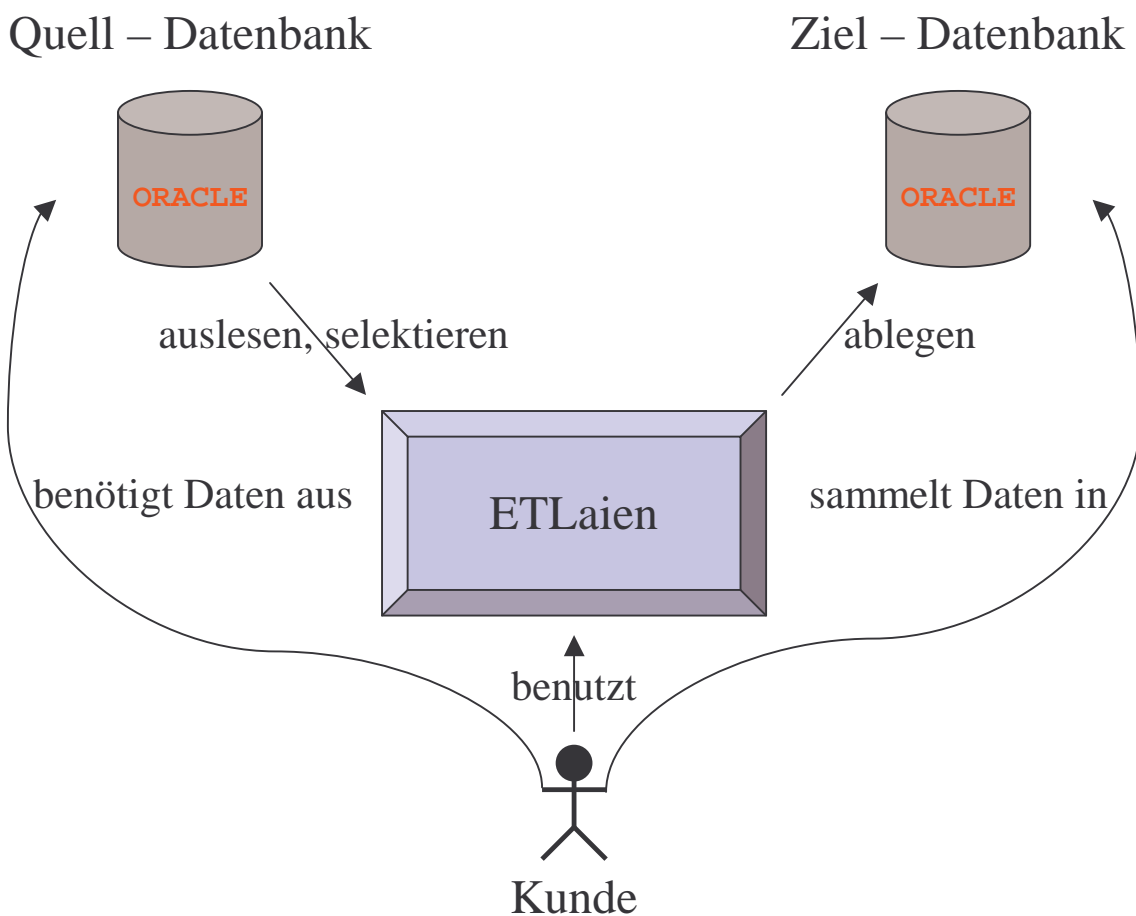 Quell – Datenbank
Ziel – Datenbank
ORACLE
ORACLE
auslesen, selektieren
ablegen
benötigt Daten aus
ETLaien
sammelt Daten in
benutzt
Kunde